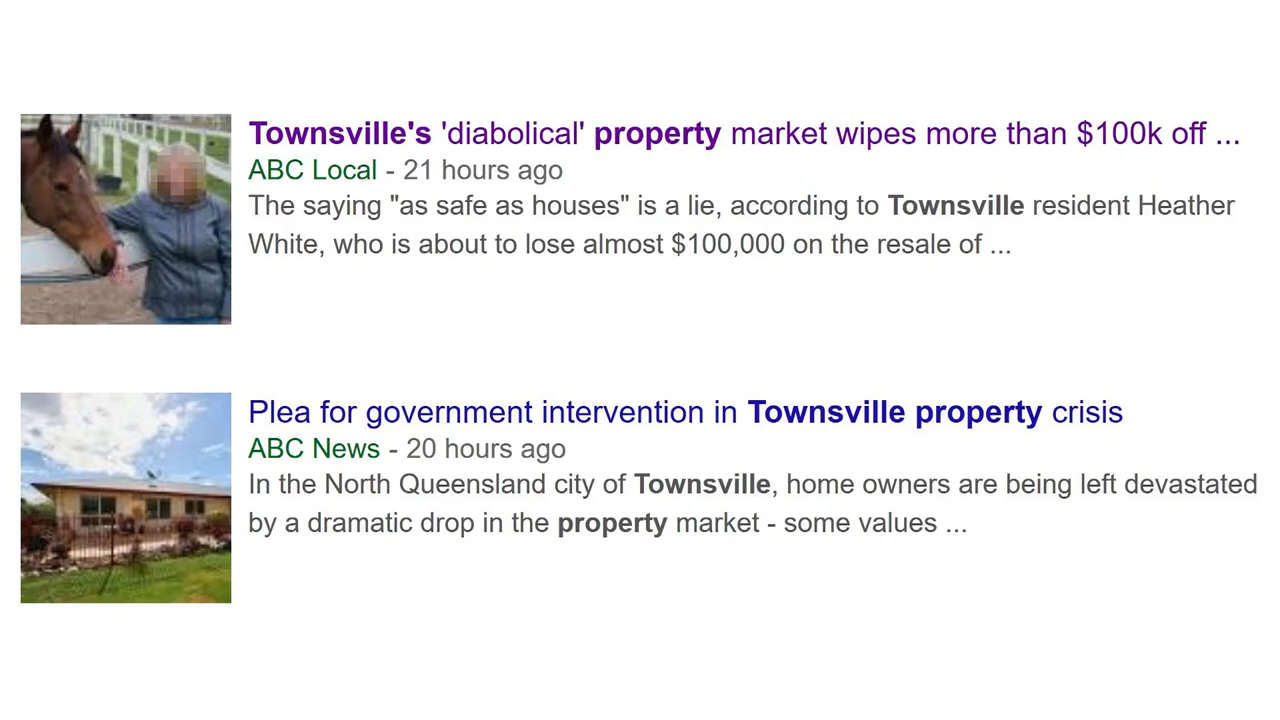 Townsville's 'diabolical' property market wipes more than $100k off ...
ABC Local - 21 hours ago
The saying "as safe as houses" is a lie, according to Townsville resident Heather
White, who is about to lose almost $100,000 on the resale of ...
Plea for government intervention in Townsville property crisis
ABC News - 20 hours ago
In the North Queensland city of Townsville, home owners are being left devastated
by a dramatic drop in the property market - some values ...